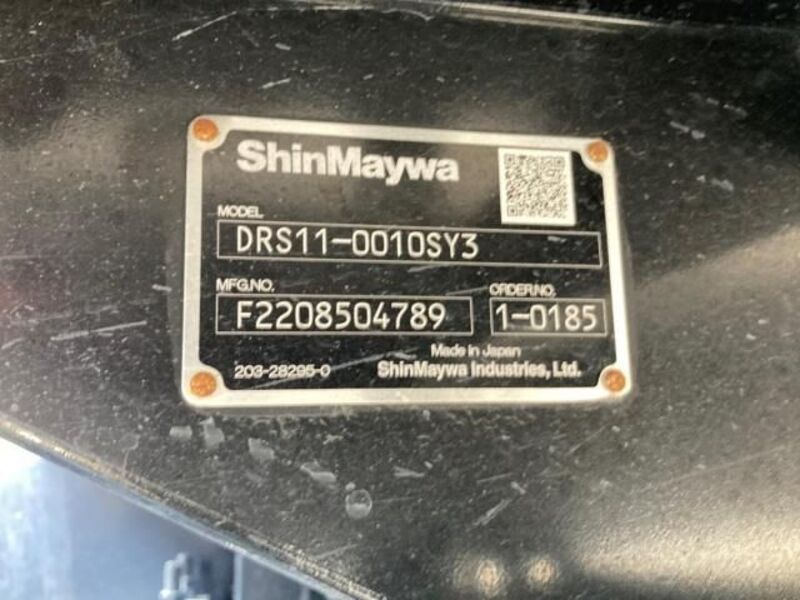 ShinMaywa
MODEL
DRS11-0010SY3
MFG.NO.
F2208504789
ORDER.NO.
1-0185
Made in Japan
203-28295-0
ShinMaywa Industries, Ltd.